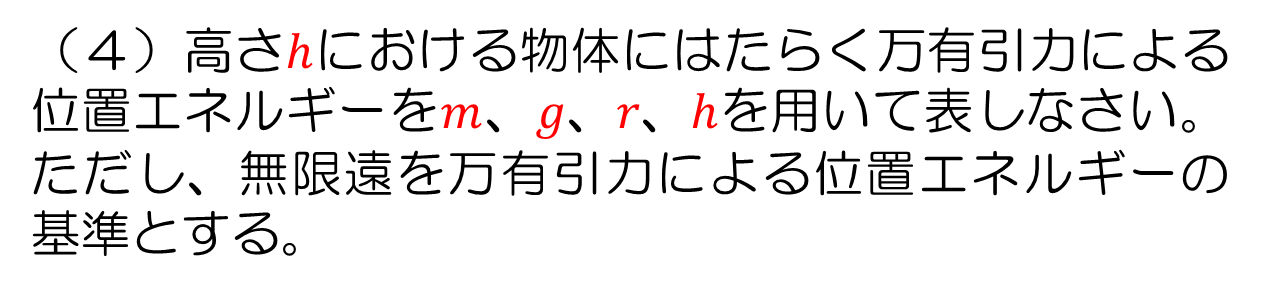 （４）高さhにおける物体にはたらく万有引力による
位置エネルギーをm、g、r、hを用いて表しなさい。
ただし、無限遠を万有引力による位置エネルギーの
基準とする。